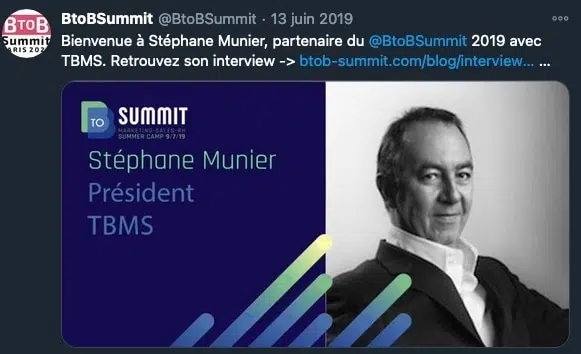 BtoB
Summit
PARIS 202
BtoBSummit @BtoBSummit · 13 juin 2019
Bienvenue à Stéphane Munier, partenaire du @BtoBSummit 2019 avec
TBMS. Retrouvez son interview -> btob-summit.com/blog/interview... ...
B TO B SUMMIT
MARKETING-SALES-RH
SUMMER CAMP 9/7/19
Stéphane Munier
Président
TBMS